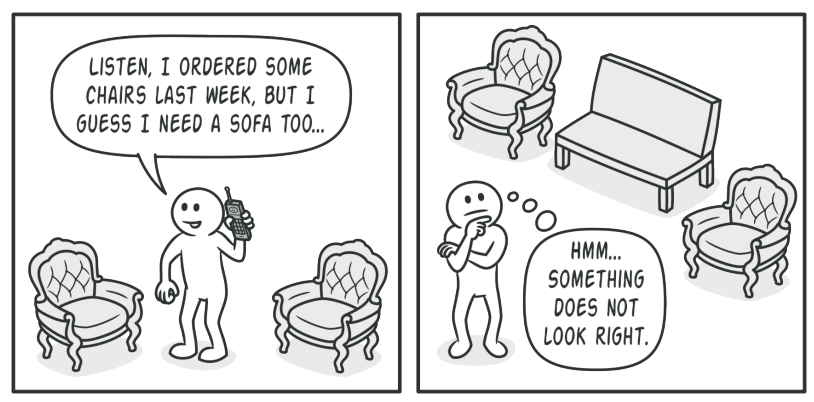 LISTEN, I ORDERED SOME
CHAIRS LAST WEEK, BUT I
GUESS I NEED A SOFA TOO...
HMM...
SOMETHING
DOES NOT
LOOK RIGHT.